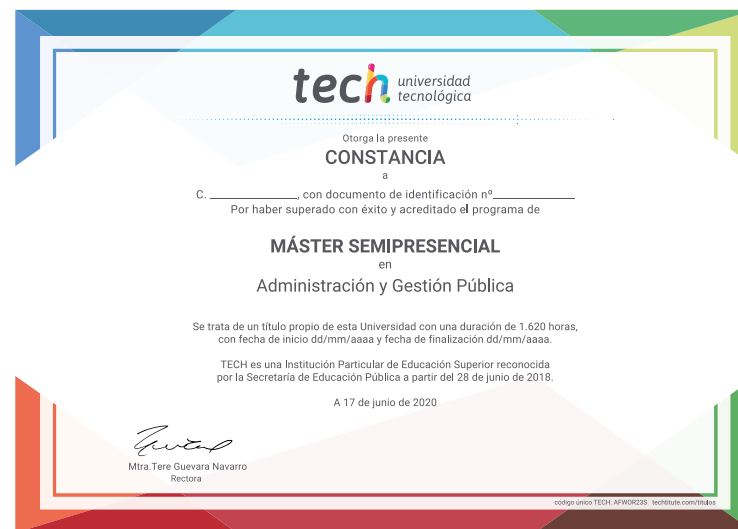 tech universidad
tecnológica
Otorga la presente
CONSTANCIA
a
C. ______________, con documento de identificación nº______________
Por haber superado con éxito y acreditado el programa de
MÁSTER SEMIPRESENCIAL
en
Administración y Gestión Pública
Se trata de un título propio de esta Universidad con una duración de 1.620 horas,
con fecha de inicio dd/mm/aaaa y fecha de finalización dd/mm/aaaa.
TECH es una Institución Particular de Educación Superior reconocida
por la Secretaría de Educación Pública a partir del 28 de junio de 2018.
A 17 de junio de 2020
Mtra.Tere Guevara Navarro
Rectora
código único TECH: AFWOR23S techtitute.com/titulos